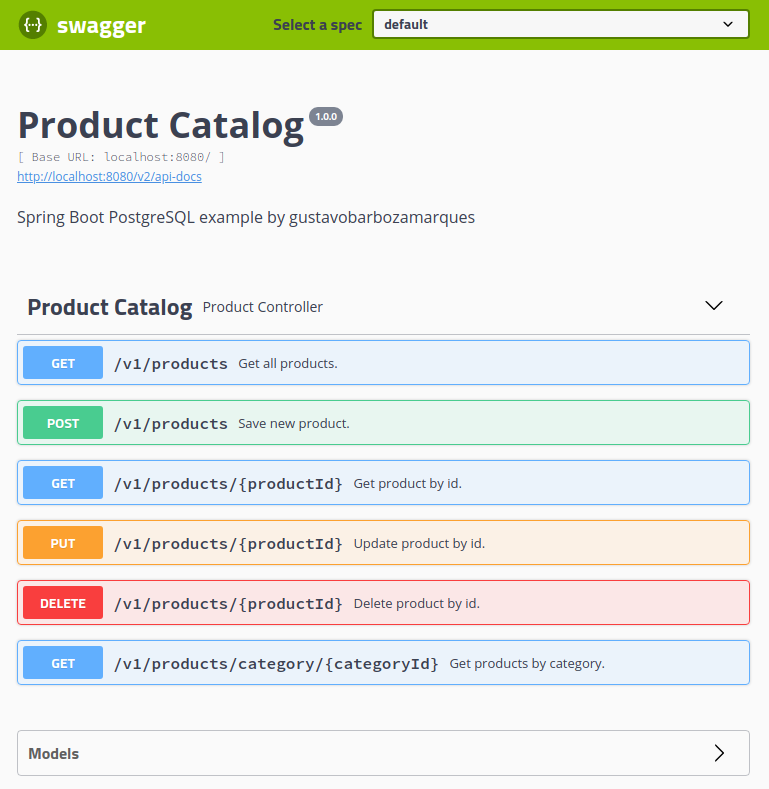 {···} swagger Select a spec default
Product Catalog 1.0.0
[ Base URL: localhost:8080/ ]
http://localhost:8080/v2/api-docs
Spring Boot PostgreSQL example by gustavobarbozamarques
Product Catalog Product Controller
GET /v1/products Get all products.
POST /v1/products Save new product.
GET /v1/products/{productId} Get product by id.
PUT /v1/products/{productId} Update product by id.
DELETE /v1/products/{productId} Delete product by id.
GET /v1/products/category/{categoryId} Get products by category.
Models